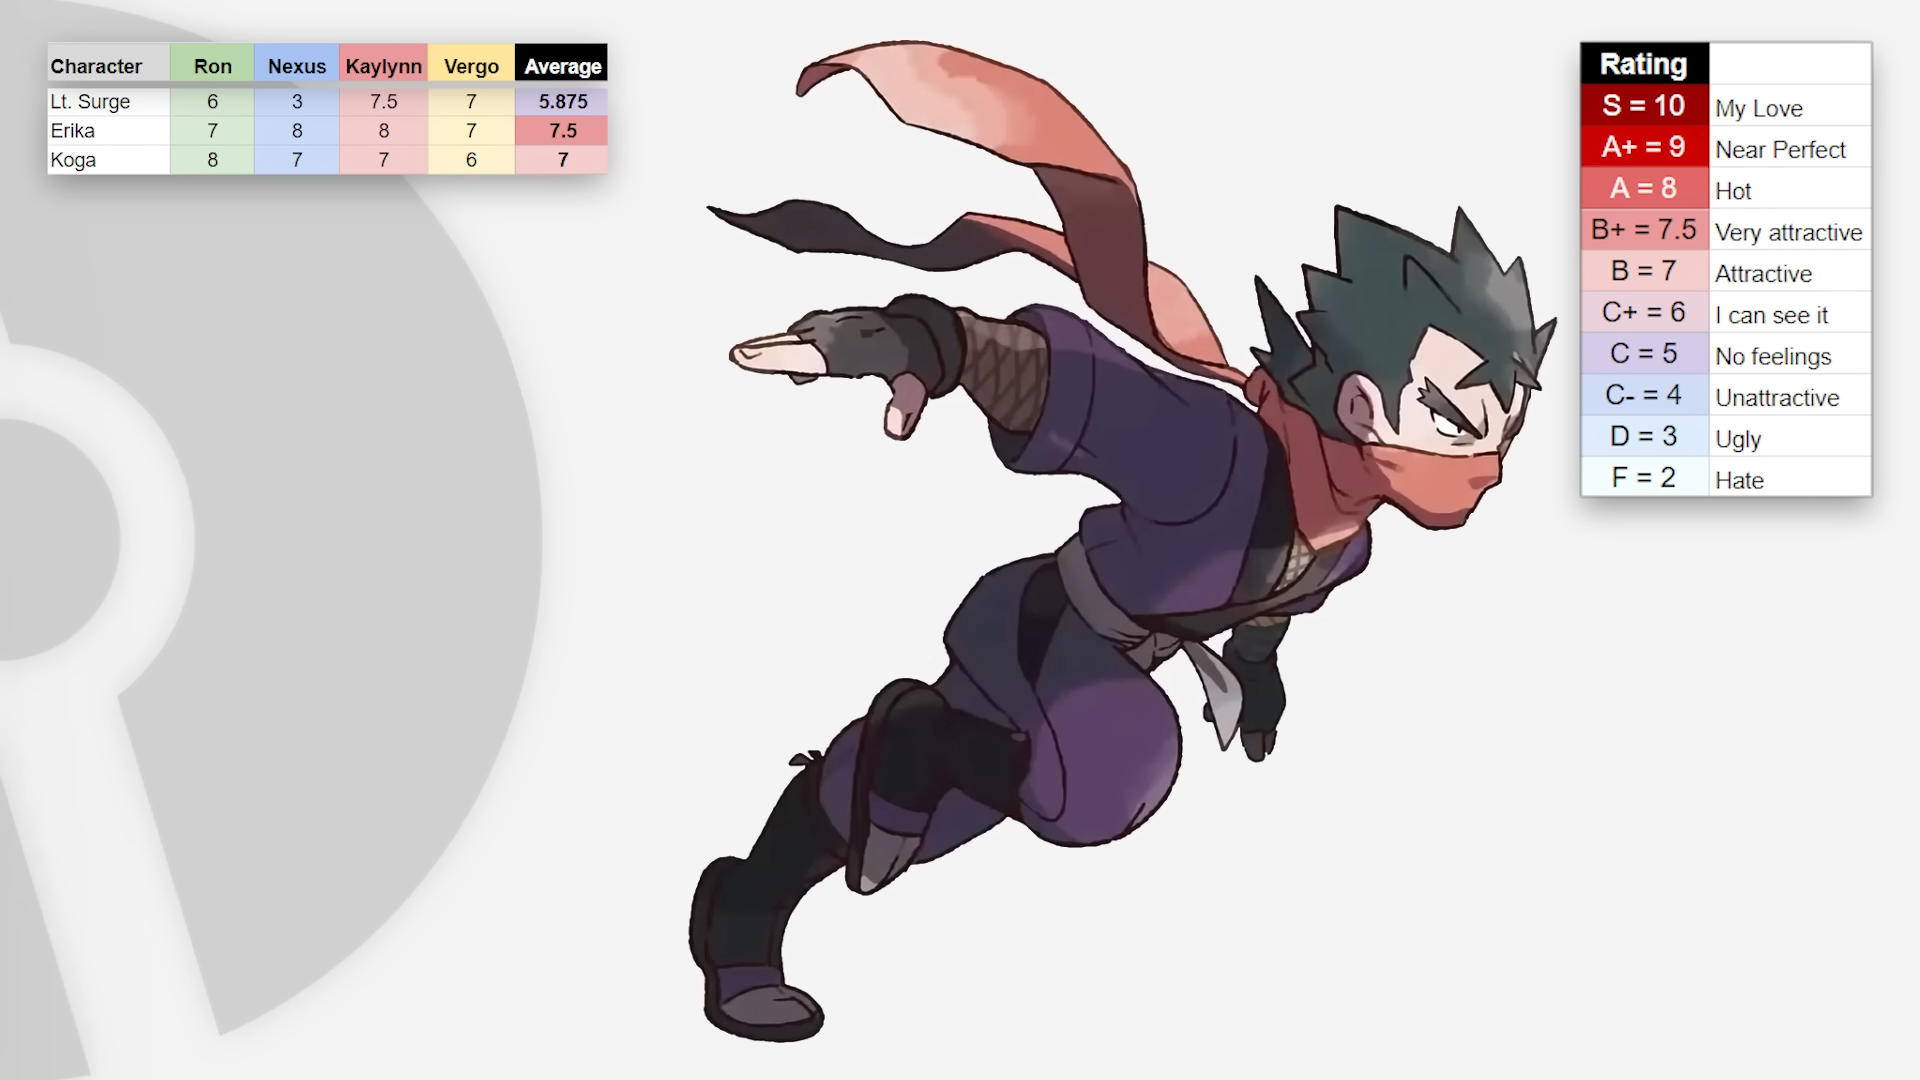 Character Ron Nexus Kaylynn Vergo Average
Lt. Surge 6 3 7.5 7 5.875
Erika 7 8 8 7 7.5
Koga 8 7 7 6 7
Rating
S = 10 My Love
A+ = 9 Near Perfect
A = 8 Hot
B+ = 7.5 Very attractive
B = 7 Attractive
C+ = 6 I can see it
C = 5 No feelings
C- = 4 Unattractive
D = 3 Ugly
F = 2 Hate